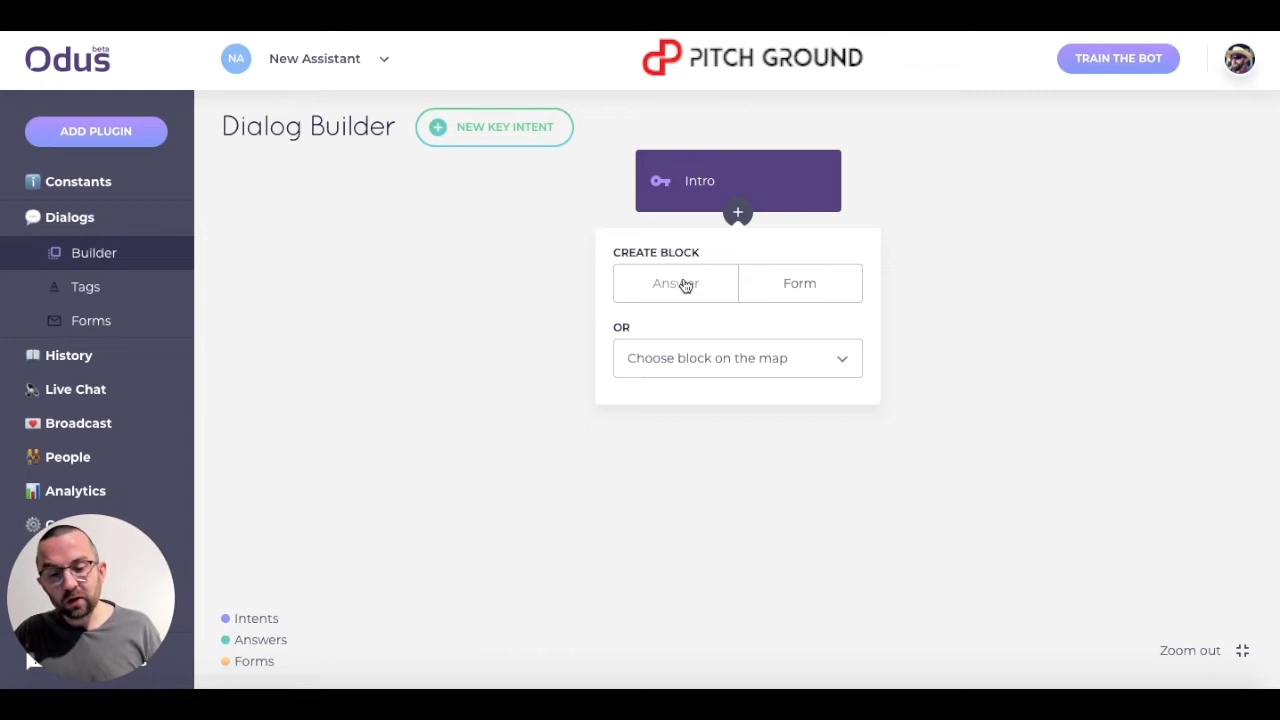 Odus beta
NA New Assistant
PITCH GROUND
TRAIN THE BOT
ADD PLUGIN
Constants
Dialogs
Builder
Tags
Forms
History
Live Chat
Broadcast
People
Analytics
Dialog Builder
NEW KEY INTENT
Intro
CREATE BLOCK
Answer
Form
OR
Choose block on the map
Intents
Answers
Forms
Zoom out